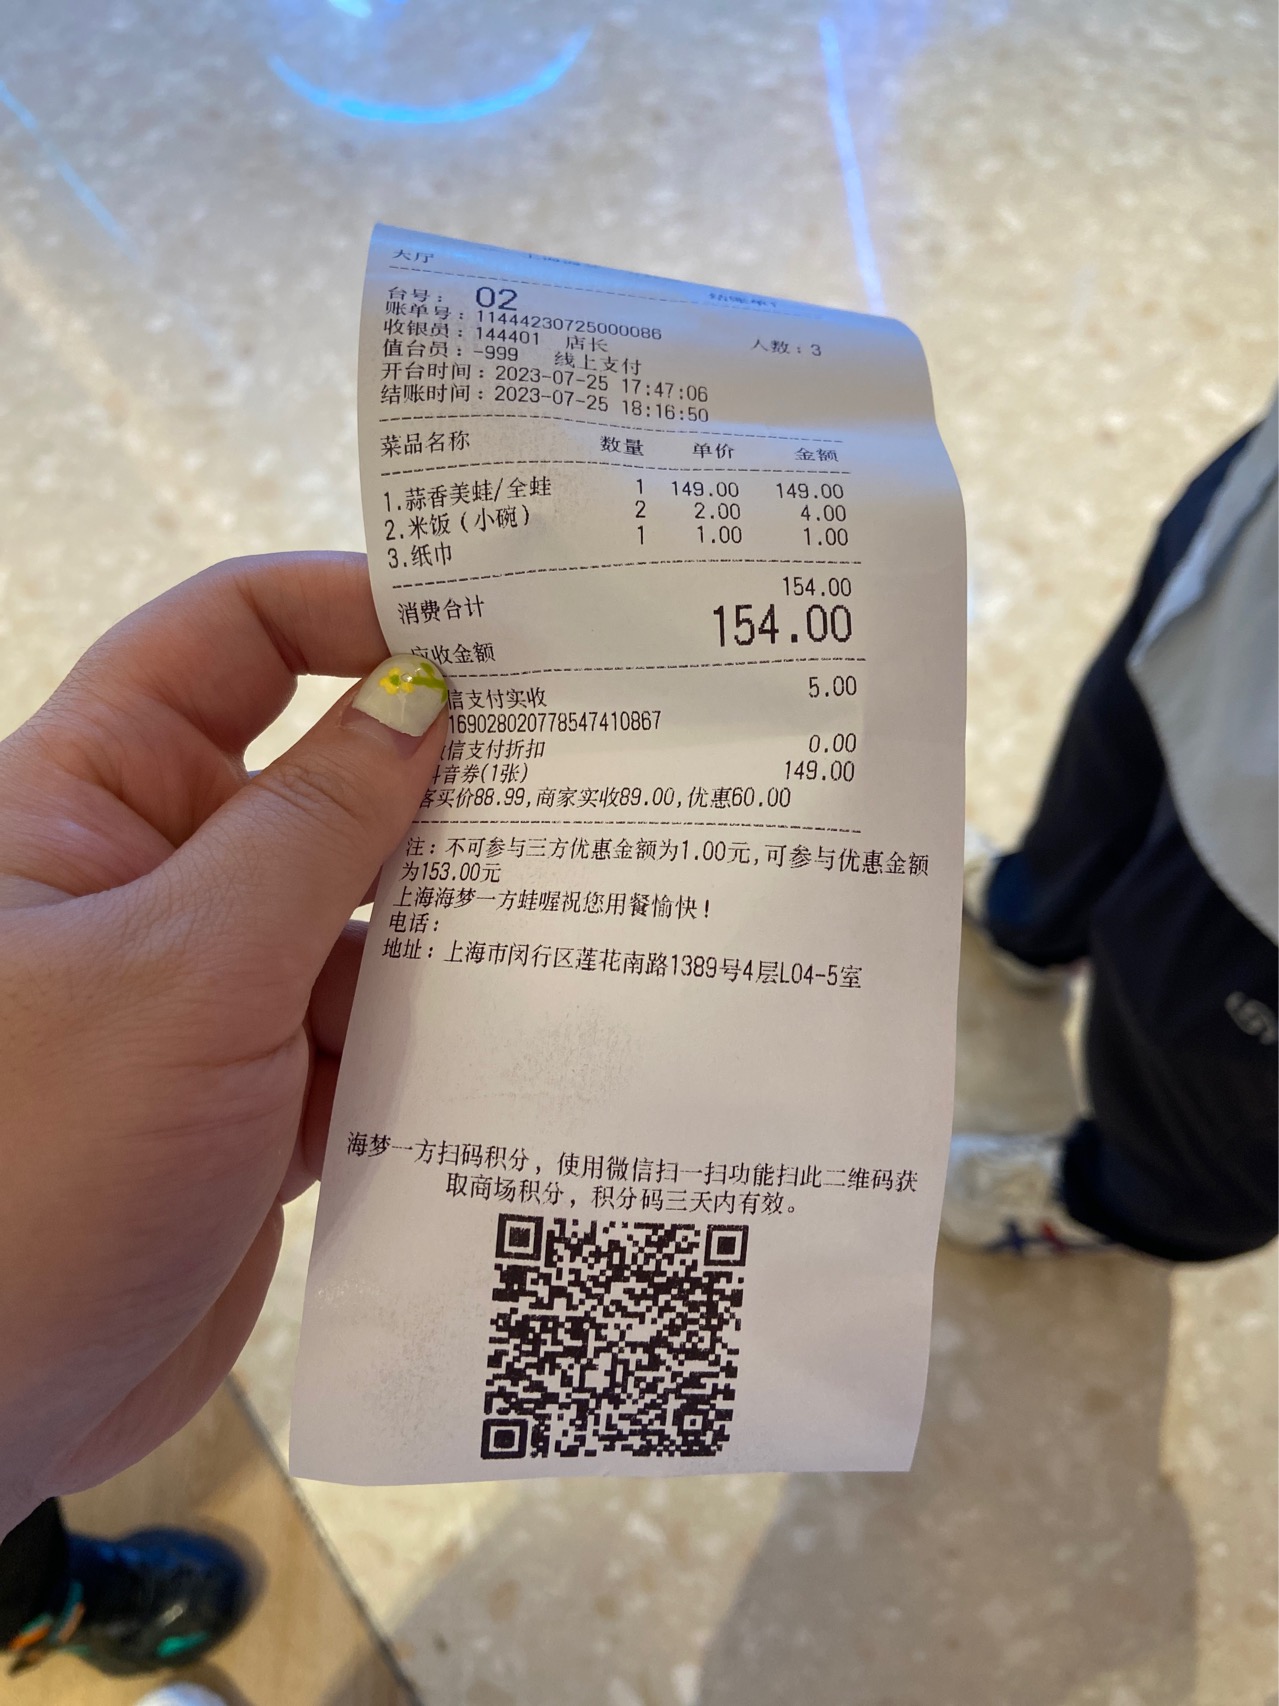 大厅
台号： 02
账单号：11444230725000086 人数：3
收银员：144401 店长
值台员：-999 线上支付
开台时间：2023-07-25 17:47:06
结账时间：2023-07-25 18:16:50
菜品名称 数量 单价 金额
1.蒜香美蛙/全蛙 1 149.00 149.00
2.米饭（小碗） 2 2.00 4.00
3.纸巾 1 1.00 1.00
消费合计 154.00
应收金额 154.00
信支付实收 5.00
1690280207785474108​67
信支付折扣 0.00
音券(1张) 149.00
客买价88.99,商家实收89.00,优惠60.00
注：不可参与三方优惠金额为1.00元,可参与优惠金额
为153.00元
上海海梦一方蛙喔祝您用餐愉快！
电话：
地址：上海市闵行区莲花南路1389号4层L04-5室
海梦一方扫码积分，使用微信扫一扫功能扫此二维码获
取商场积分，积分码三天内有效。